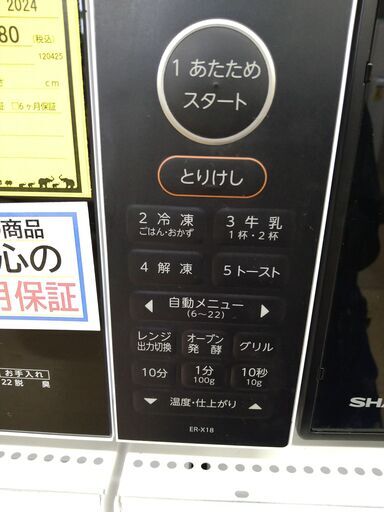 2024
80
(税込)
120425
さ cm
証 □6ヶ月保証
商品
心の
月保証
お手入れ
22脱 臭
1 あたため
スタート
とりけし
2 冷凍
ごはん・おかず
3 牛乳
1杯・2杯
4 解凍
5 トースト
◀ 自動メニュー ▶
(6~22)
レンジ
出力切換
オーブン
発酵
グリル
10分
1分
100g
10秒
10g
▼ 温度・仕上がり ▲
ER-X18
SHA